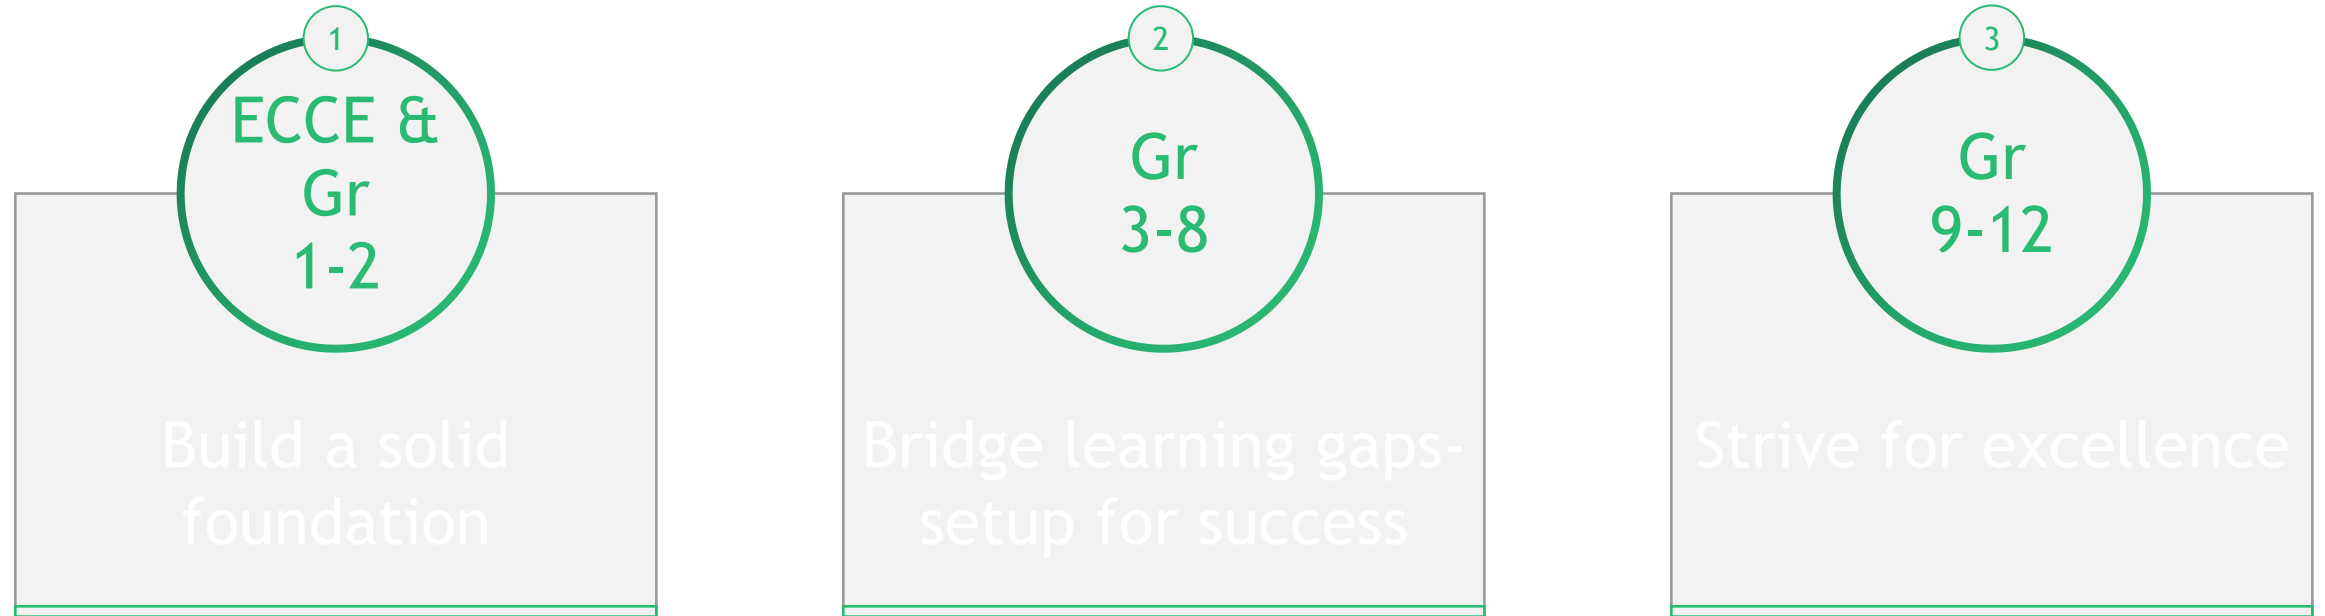 1
ECCE &
Gr
1-2
Build a solid
foundation
2
Gr
3-8
Bridge learning gaps-
setup for success
3
Gr
9-12
Strive for excellence